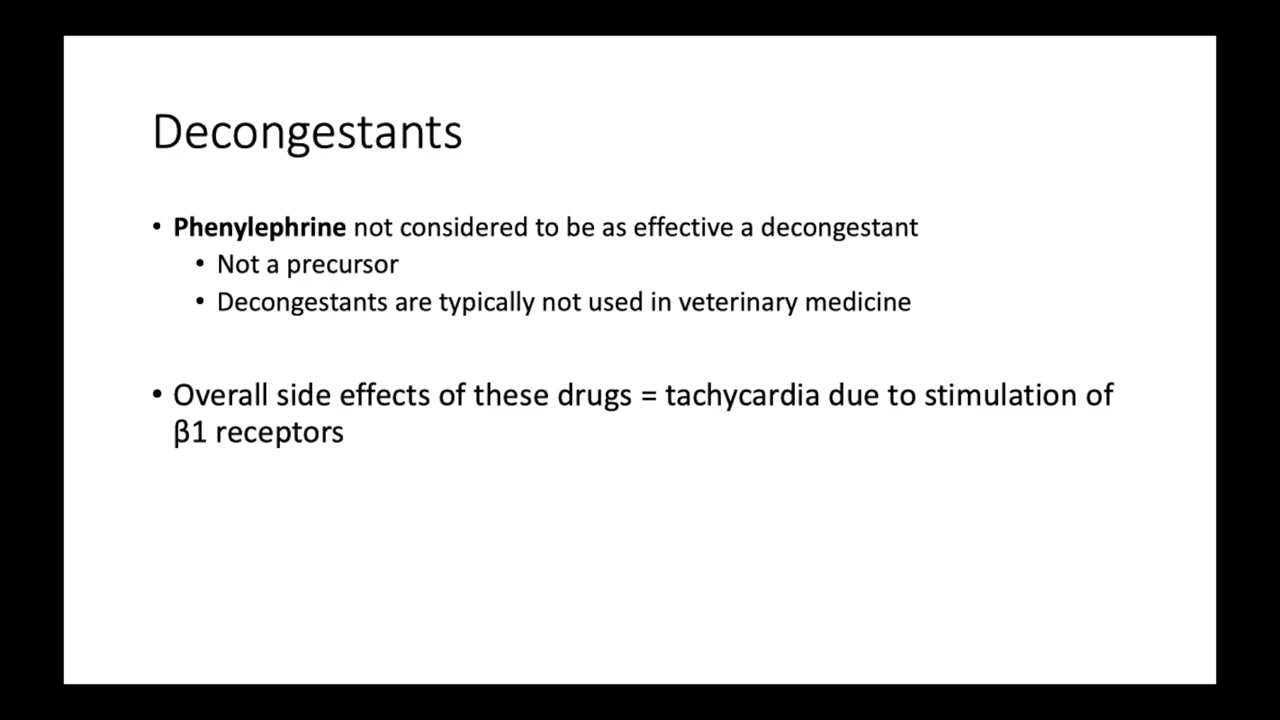 Decongestants
• Phenylephrine not considered to be as effective a decongestant
• Not a precursor
• Decongestants are typically not used in veterinary medicine
• Overall side effects of these drugs = tachycardia due to stimulation of
β1 receptors